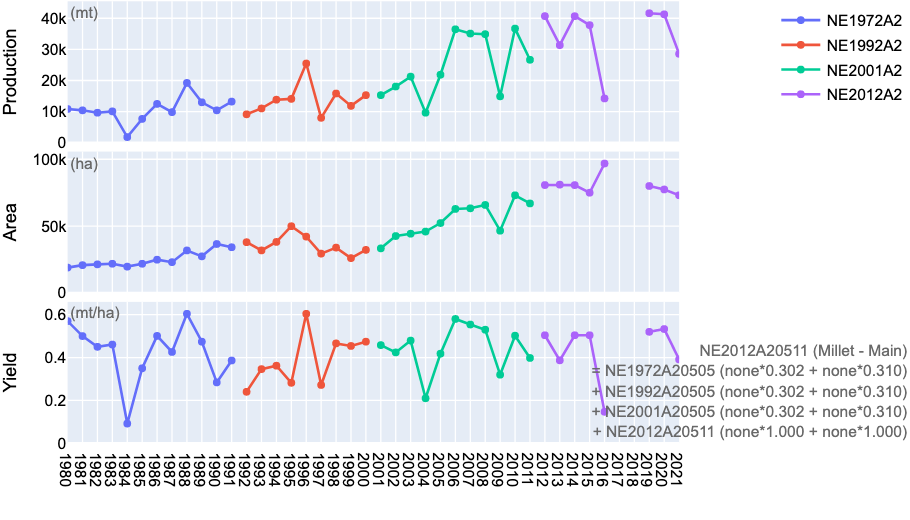 (mt)
40k
30k
20k
10k
0
Production
NE1972A2
NE1992A2
NE2001A2
NE2012A2
(ha)
100k
50k
0
Area
(mt/ha)
0.6
0.4
0.2
0
Yield
NE2012A20511 (Millet - Main)
= NE1972A20505 (none*0.302 + none*0.310)
+ NE1992A20505 (none*0.302 + none*0.310)
+ NE2001A20505 (none*0.302 + none*0.310)
+ NE2012A20511 (none*1.000 + none*1.000)
1980
1981
1982
1983
1984
1985
1986
1987
1988
1989
1990
1991
1992
1993
1994
1995
1996
1997
1998
1999
2000
2001
2002
2003
2004
2005
2006
2007
2008
2009
2010
2011
2012
2013
2014
2015
2016
2017
2018
2019
2020
2021